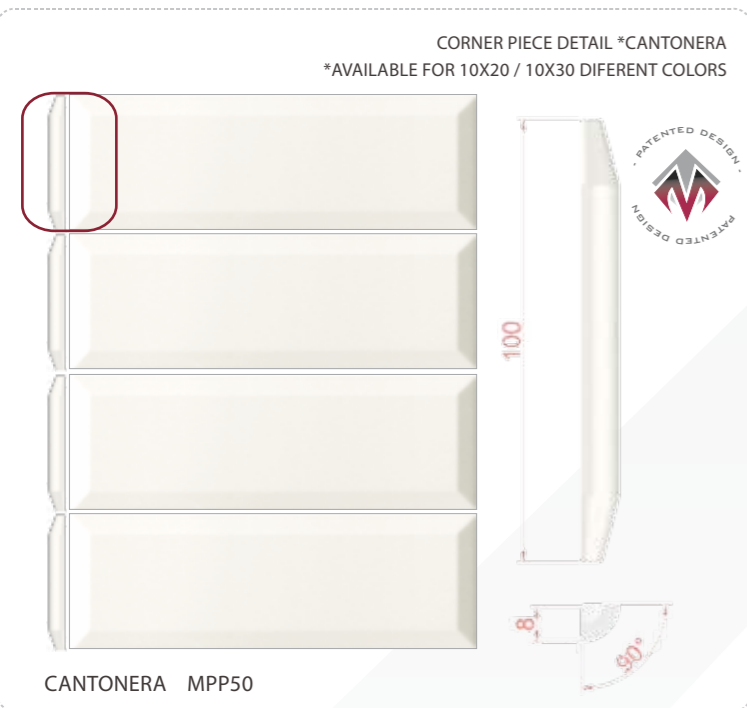 CORNER PIECE DETAIL *CANTONERA
*AVAILABLE FOR 10X20 / 10X30 DIFERENT COLORS
· PATENTED DESIGN ·
PATENTED DESIGN
100
8
90°
CANTONERA MPP50